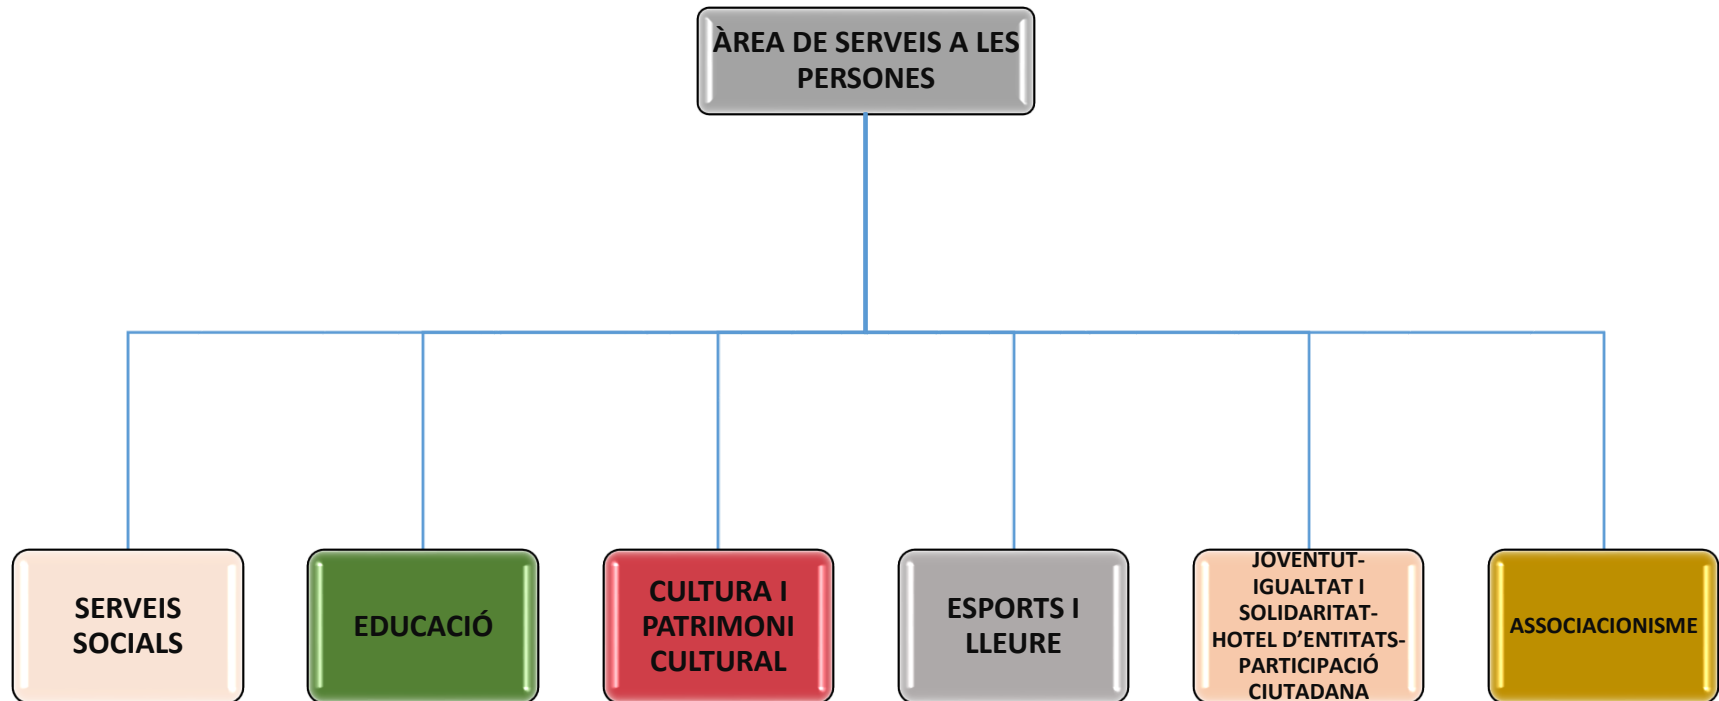 ÀREA DE SERVEIS A LES
PERSONES
SERVEIS
SOCIALS
EDUCACIÓ
CULTURA I
PATRIMONI
CULTURAL
ESPORTS I
LLEURE
JOVENTUT-
IGUALTAT I
SOLIDARITAT-
HOTEL D’ENTITATS-
PARTICIPACIÓ
CIUTADANA
ASSOCIACIONISME